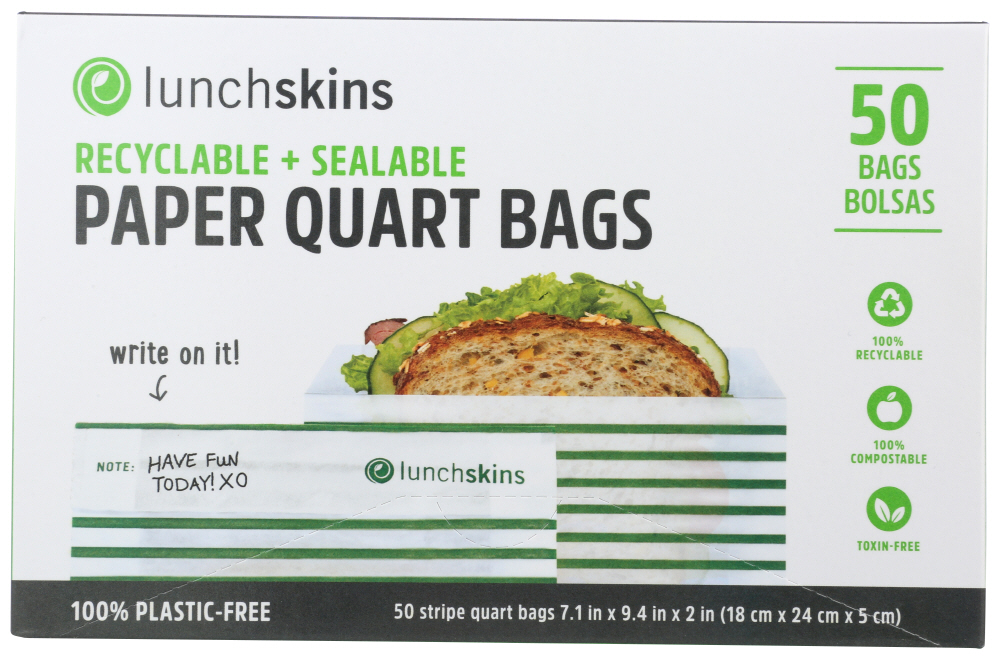 lunchskins
RECYCLABLE + SEALABLE
PAPER QUART BAGS
50
BAGS
BOLSAS
write on it!
NOTE: HAVE FUN
TODAY! XO
lunchskins
100%
RECYCLABLE
100%
COMPOSTABLE
TOXIN-FREE
100% PLASTIC-FREE
50 stripe quart bags 7.1 in x 9.4 in x 2 in (18 cm x 24 cm x 5 cm)